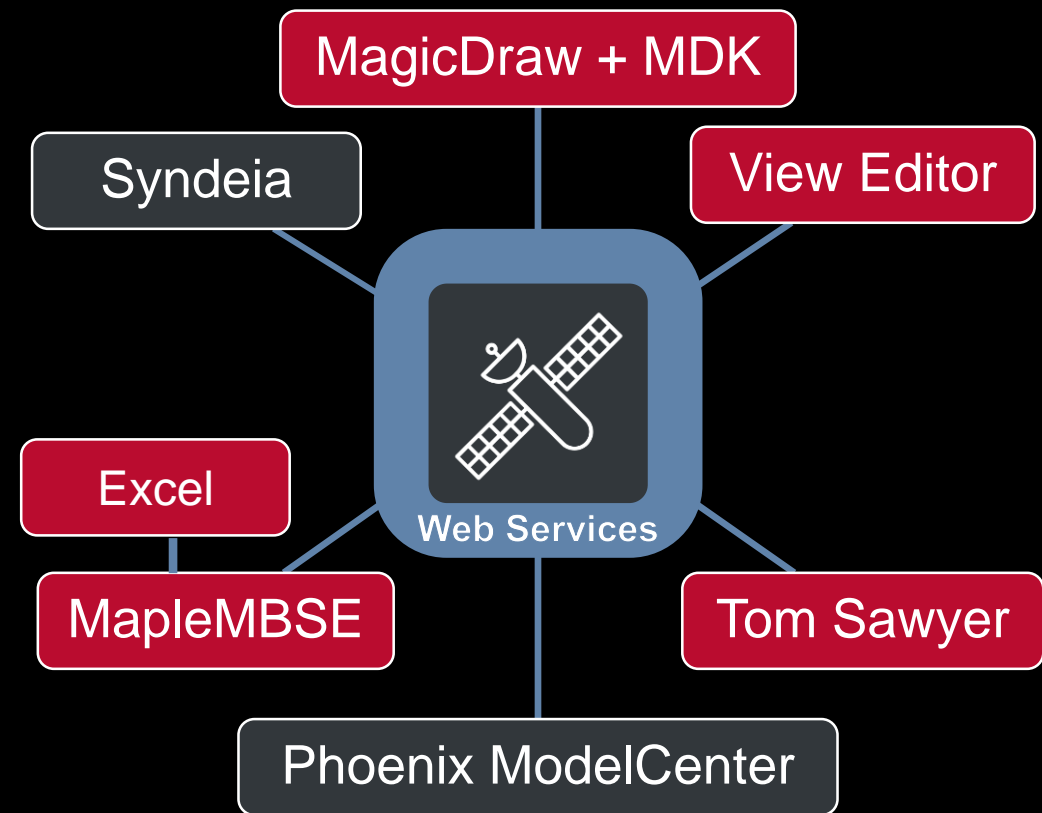 MagicDraw + MDK
Syndeia
View Editor
Web Services
Excel
MapleMBSE
Tom Sawyer
Phoenix ModelCenter